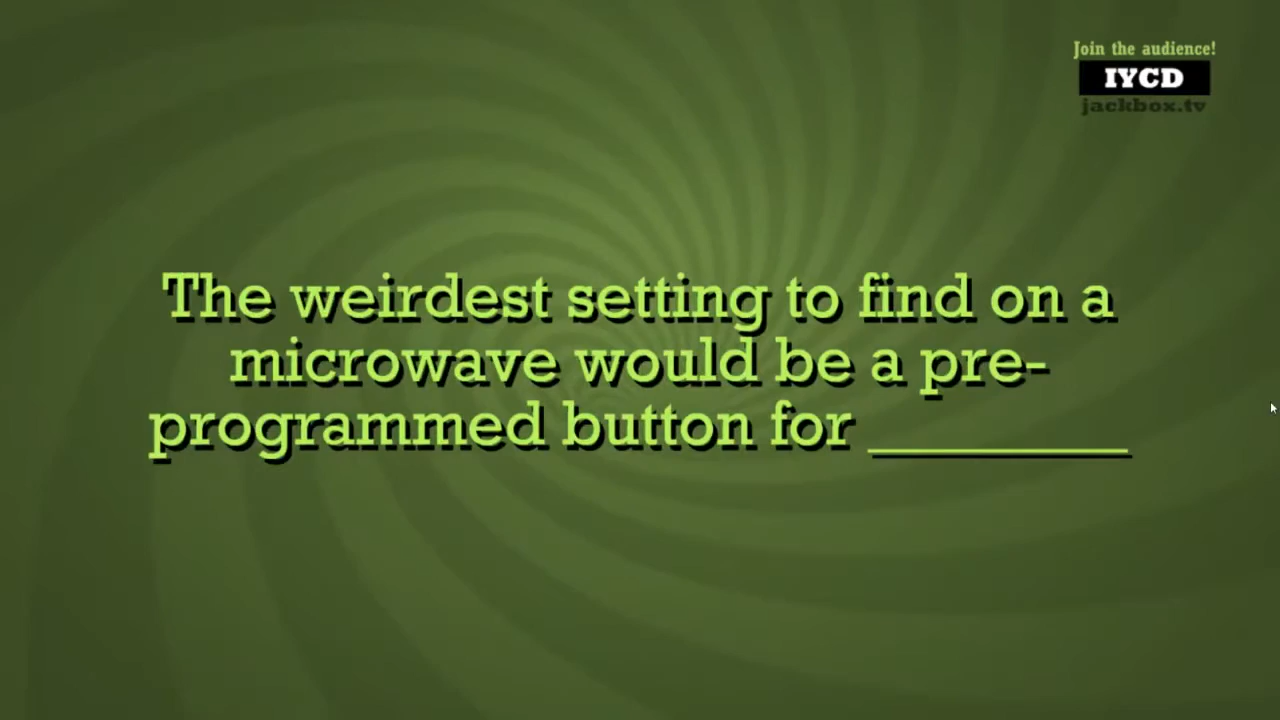 Join the audience!
IYCD
jackbox.tv
The weirdest setting to find on a
microwave would be a pre-
programmed button for _________